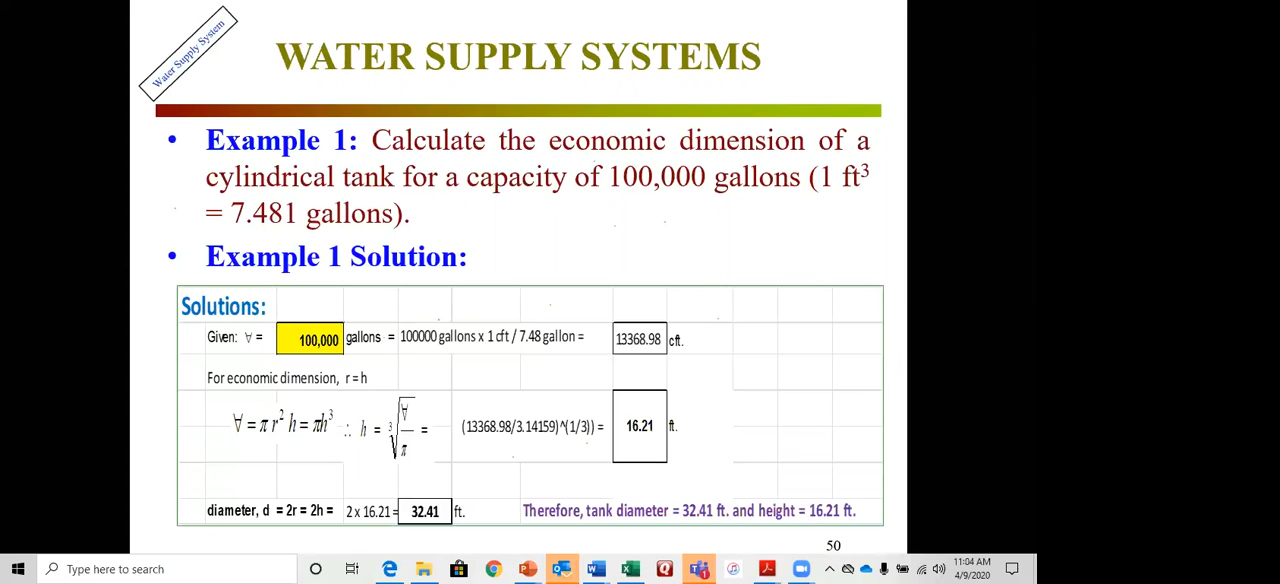 Water Supply System
WATER SUPPLY SYSTEMS
• Example 1: Calculate the economic dimension of a
cylindrical tank for a capacity of 100,000 gallons (1 ft³
= 7.481 gallons).
• Example 1 Solution:
Solutions:
Given: ∀ = 100,000 gallons = 100000 gallons x 1 cft / 7.48 gallon = 13368.98 cft.
For economic dimension, r = h
∀ = π r² h = πh³ ∴ h = ∛(∀/π) = (13368.98/3.14159)^(1/3)) = 16.21 ft.
diameter, d = 2r = 2h = 2 x 16.21= 32.41 ft. Therefore, tank diameter = 32.41 ft. and height = 16.21 ft.
50
Type here to search
11:04 AM
4/9/2020